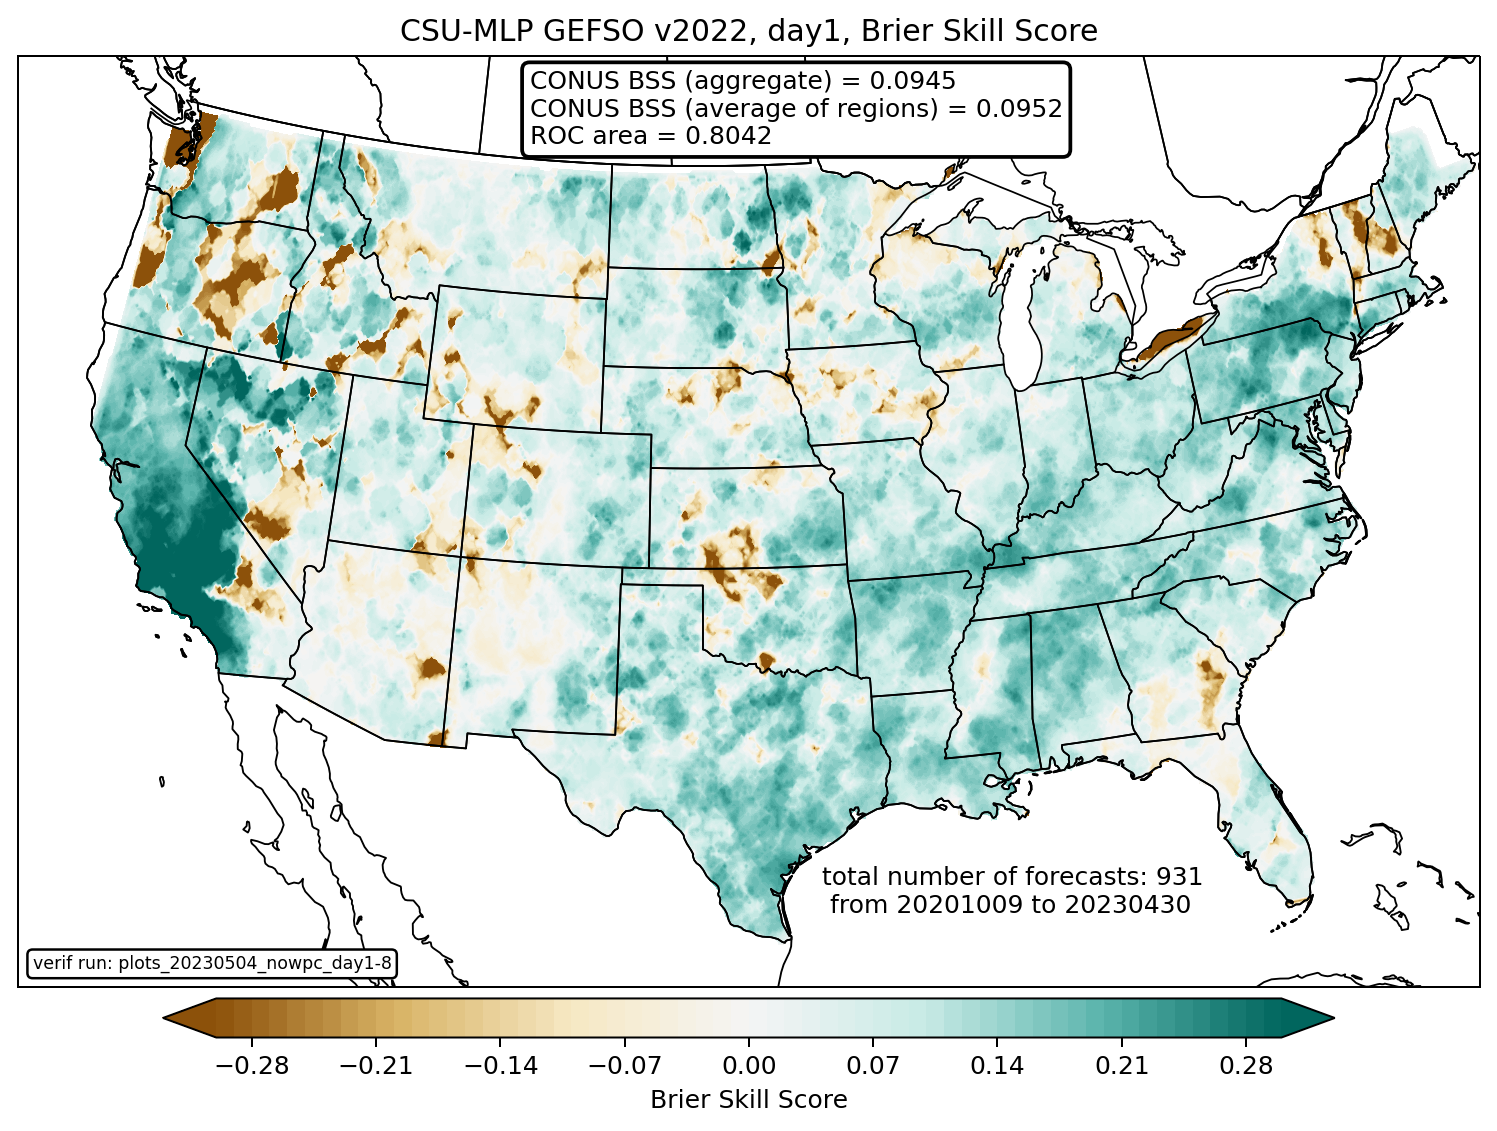 CSU-MLP GEFSO v2022, day1, Brier Skill Score
CONUS BSS (aggregate) = 0.0945
CONUS BSS (average of regions) = 0.0952
ROC area = 0.8042
total number of forecasts: 931
from 20201009 to 20230430
verif run: plots_20230504_nowpc_day1-8
−0.28 −0.21 −0.14 −0.07 0.00 0.07 0.14 0.21 0.28
Brier Skill Score